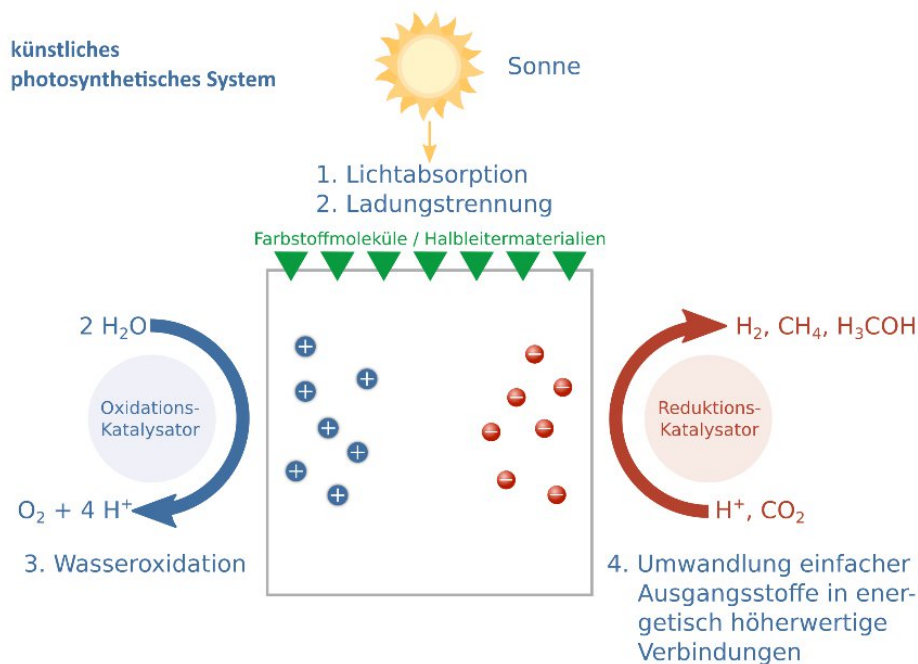 künstliches
photosynthetisches System
Sonne
1. Lichtabsorption
2. Ladungstrennung
Farbstoffmoleküle / Halbleitermaterialien
2 H₂O
Oxidations-
Katalysator
O₂ + 4 H⁺
3. Wasseroxidation
+
+
+
+
+
+
+
−
−
−
−
−
−
−
H₂, CH₄, H₃COH
Reduktions-
Katalysator
H⁺, CO₂
4. Umwandlung einfacher
Ausgangsstoffe in ener-
getisch höherwertige
Verbindungen